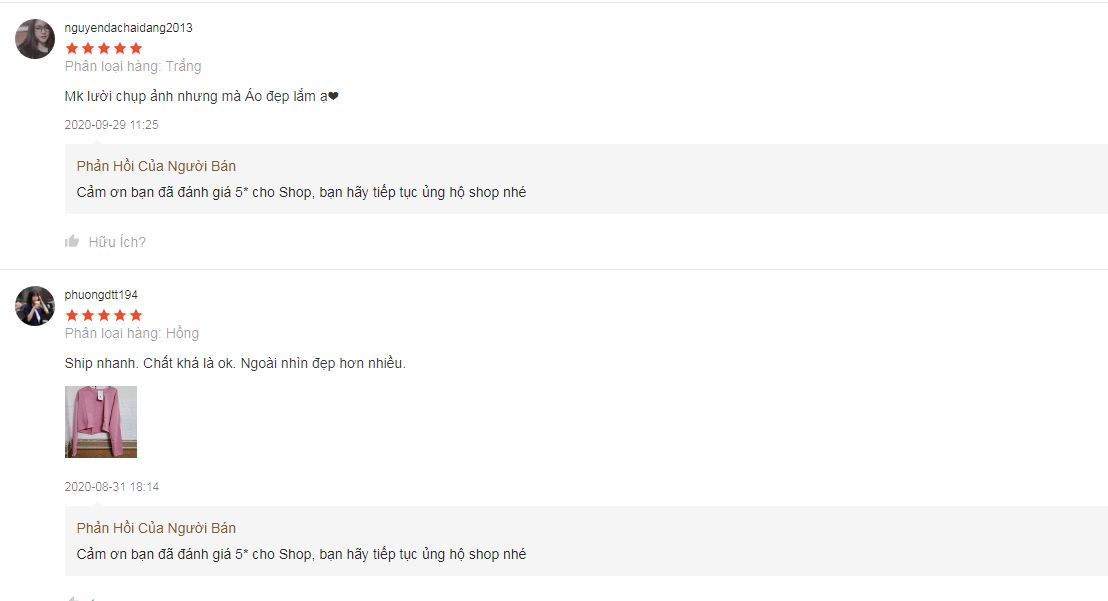 nguyendachaidang2013
Phân loại hàng: Trắng
Mk lười chụp ảnh nhưng mà Áo đẹp lắm ạ❤
2020-09-29 11:25
Phản Hồi Của Người Bán
Cảm ơn bạn đã đánh giá 5* cho Shop, bạn hãy tiếp tục ủng hộ shop nhé
Hữu Ích?
phuongdtt194
Phân loại hàng: Hồng
Ship nhanh. Chất khá là ok. Ngoài nhìn đẹp hơn nhiều.
2020-08-31 18:14
Phản Hồi Của Người Bán
Cảm ơn bạn đã đánh giá 5* cho Shop, bạn hãy tiếp tục ủng hộ shop nhé